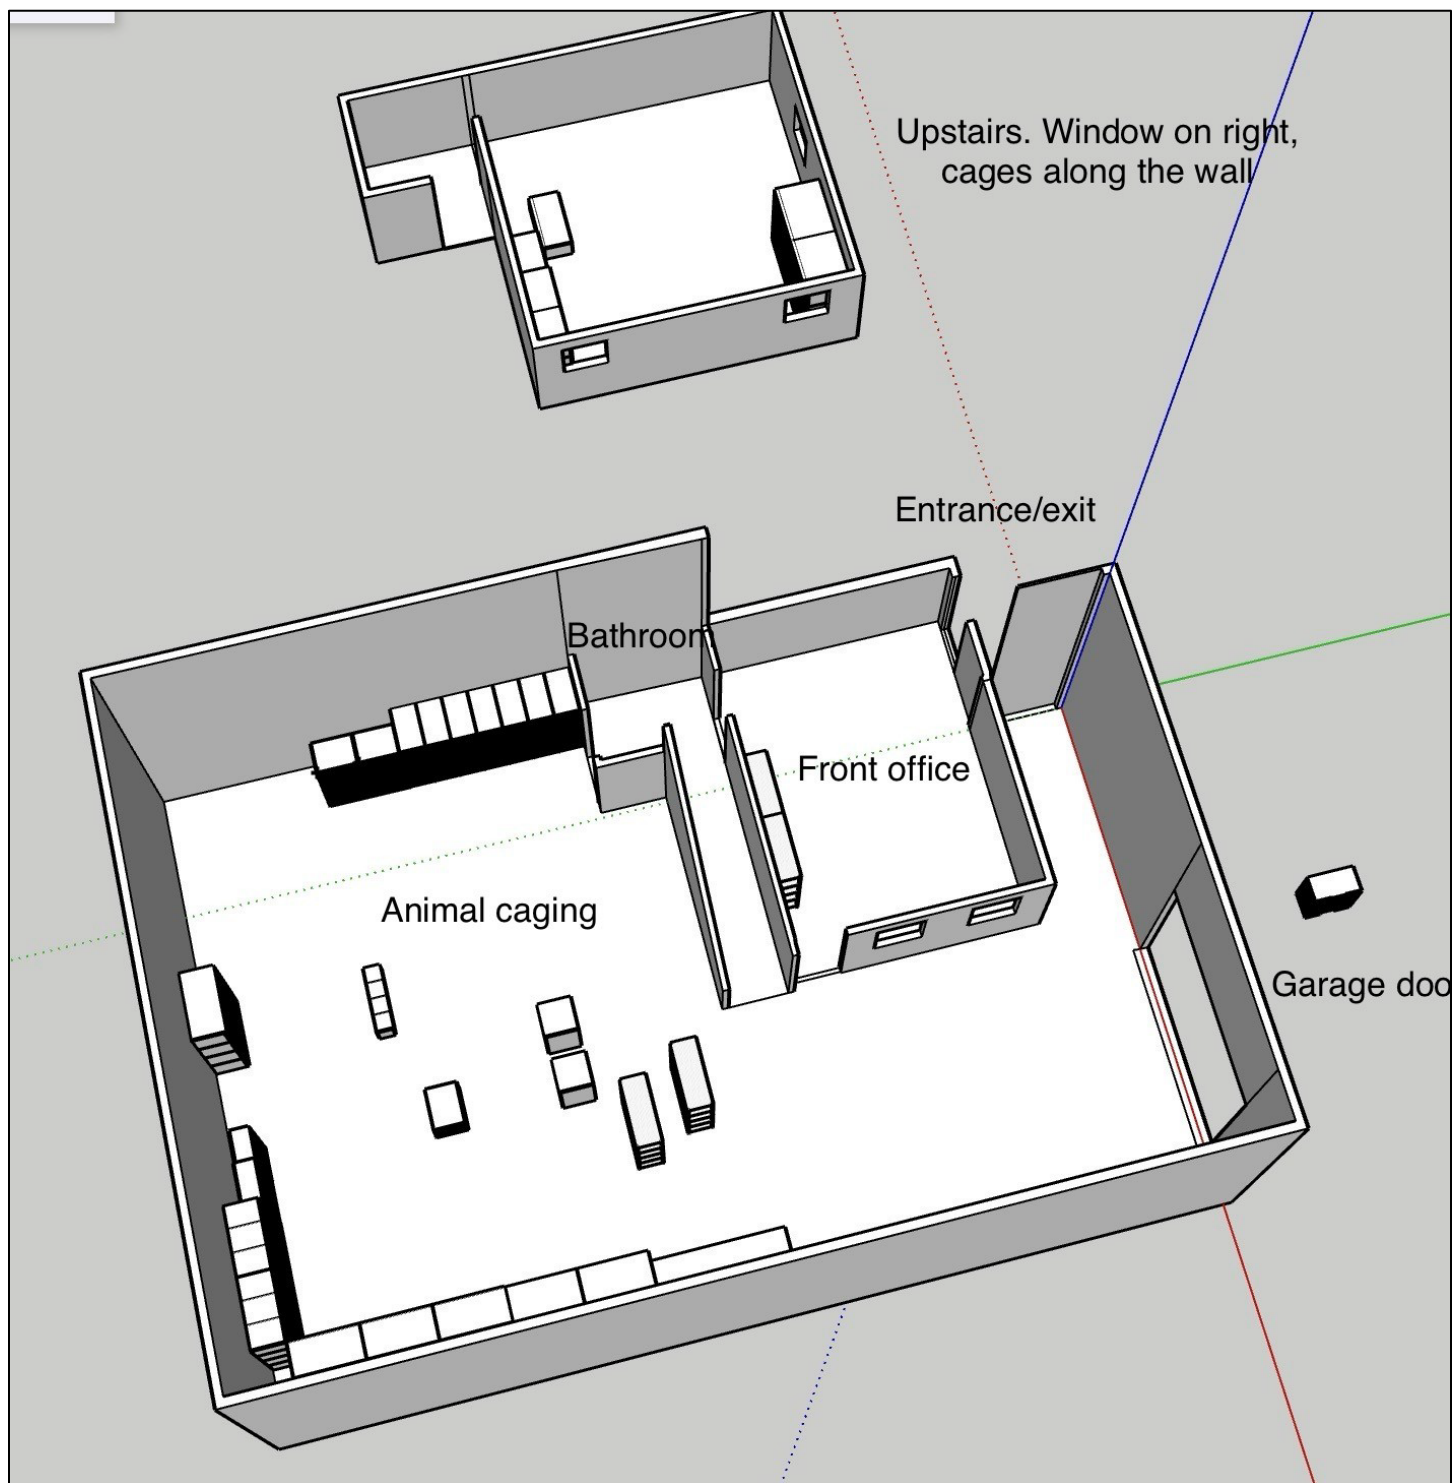 Upstairs. Window on right,
cages along the wall
Entrance/exit
Bathroom
Front office
Animal caging
Garage doo